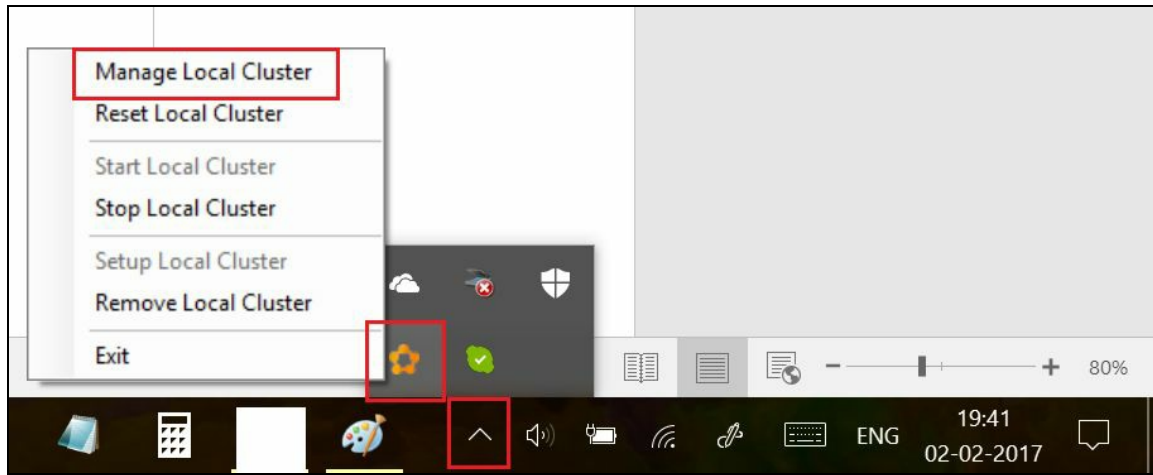 Manage Local Cluster
Reset Local Cluster
Start Local Cluster
Stop Local Cluster
Setup Local Cluster
Remove Local Cluster
Exit
80%
ENG
19:41
02-02-2017